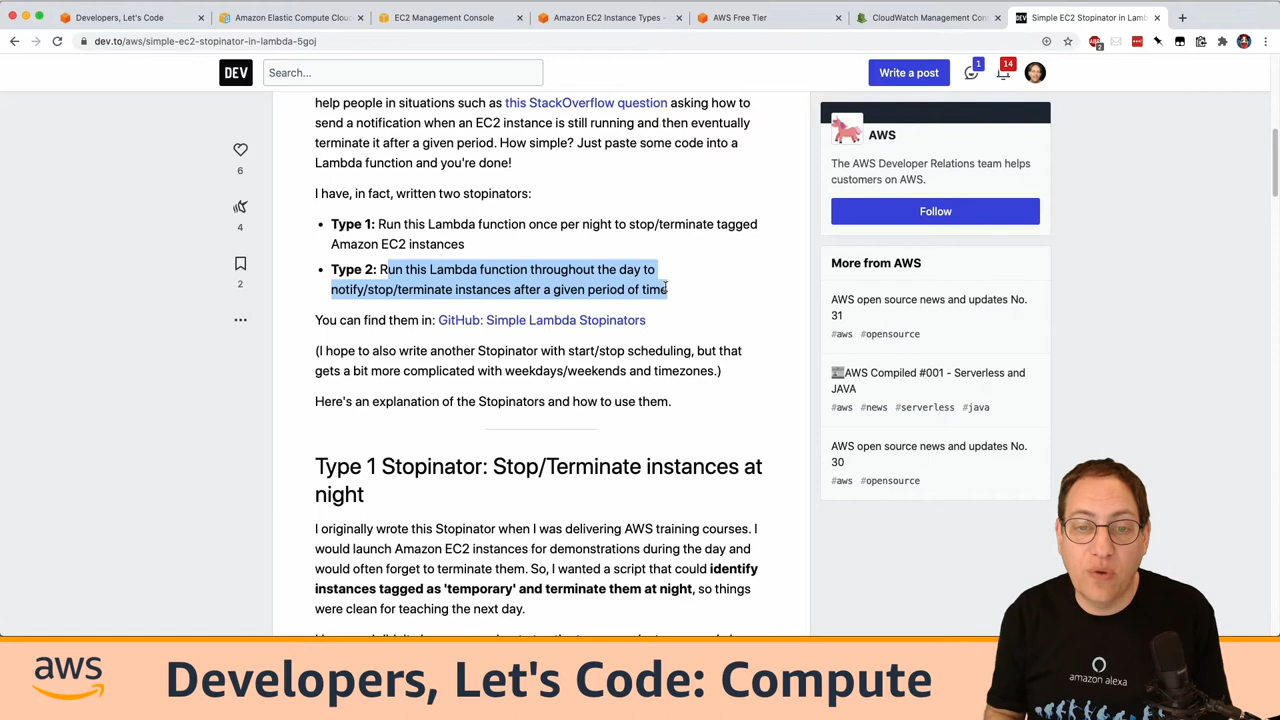 Developers, Let's Code
Amazon Elastic Compute Clou
EC2 Management Console
Amazon EC2 Instance Types -
AWS Free Tier
CloudWatch Management Con
Simple EC2 Stopinator in Lamb
dev.to/aws/simple-ec2-stopinator-in-lambda-5goj
2
DEV
Search...
Write a post
1
14
help people in situations such as this StackOverflow question asking how to
send a notification when an EC2 instance is still running and then eventually
terminate it after a given period. How simple? Just paste some code into a
Lambda function and you're done!
I have, in fact, written two stopinators:
• Type 1: Run this Lambda function once per night to stop/terminate tagged
Amazon EC2 instances
• Type 2: Run this Lambda function throughout the day to
notify/stop/terminate instances after a given period of time
You can find them in: GitHub: Simple Lambda Stopinators
(I hope to also write another Stopinator with start/stop scheduling, but that
gets a bit more complicated with weekdays/weekends and timezones.)
Here's an explanation of the Stopinators and how to use them.
Type 1 Stopinator: Stop/Terminate instances at
night
I originally wrote this Stopinator when I was delivering AWS training courses. I
would launch Amazon EC2 instances for demonstrations during the day and
would often forget to terminate them. So, I wanted a script that could identify
instances tagged as 'temporary' and terminate them at night, so things
were clean for teaching the next day.
6
4
2
AWS
The AWS Developer Relations team helps
customers on AWS.
Follow
More from AWS
AWS open source news and updates No.
31
#aws #opensource
📰AWS Compiled #001 - Serverless and
JAVA
#aws #news #serverless #java
AWS open source news and updates No.
30
#aws #opensource
amazon alexa
aws
Developers, Let's Code: Compute